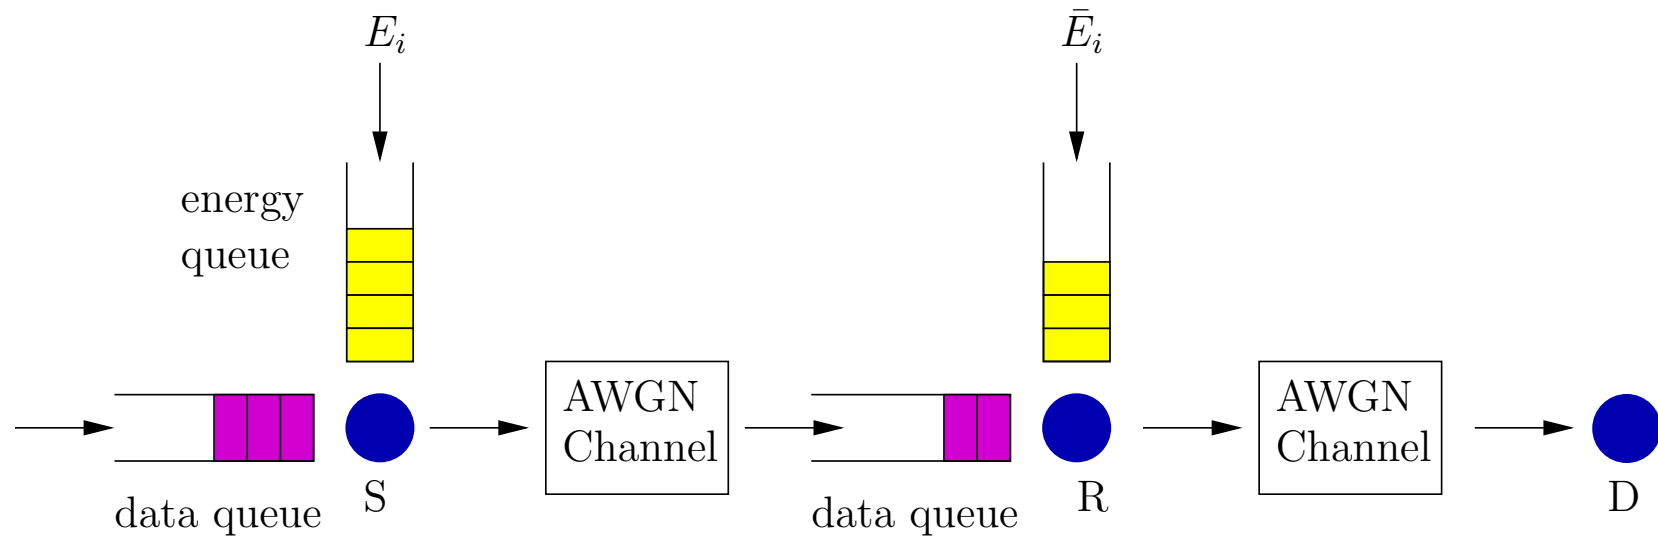 E_i
Ē_i
energy
queue
AWGN
Channel
AWGN
Channel
S
R
D
data queue
data queue